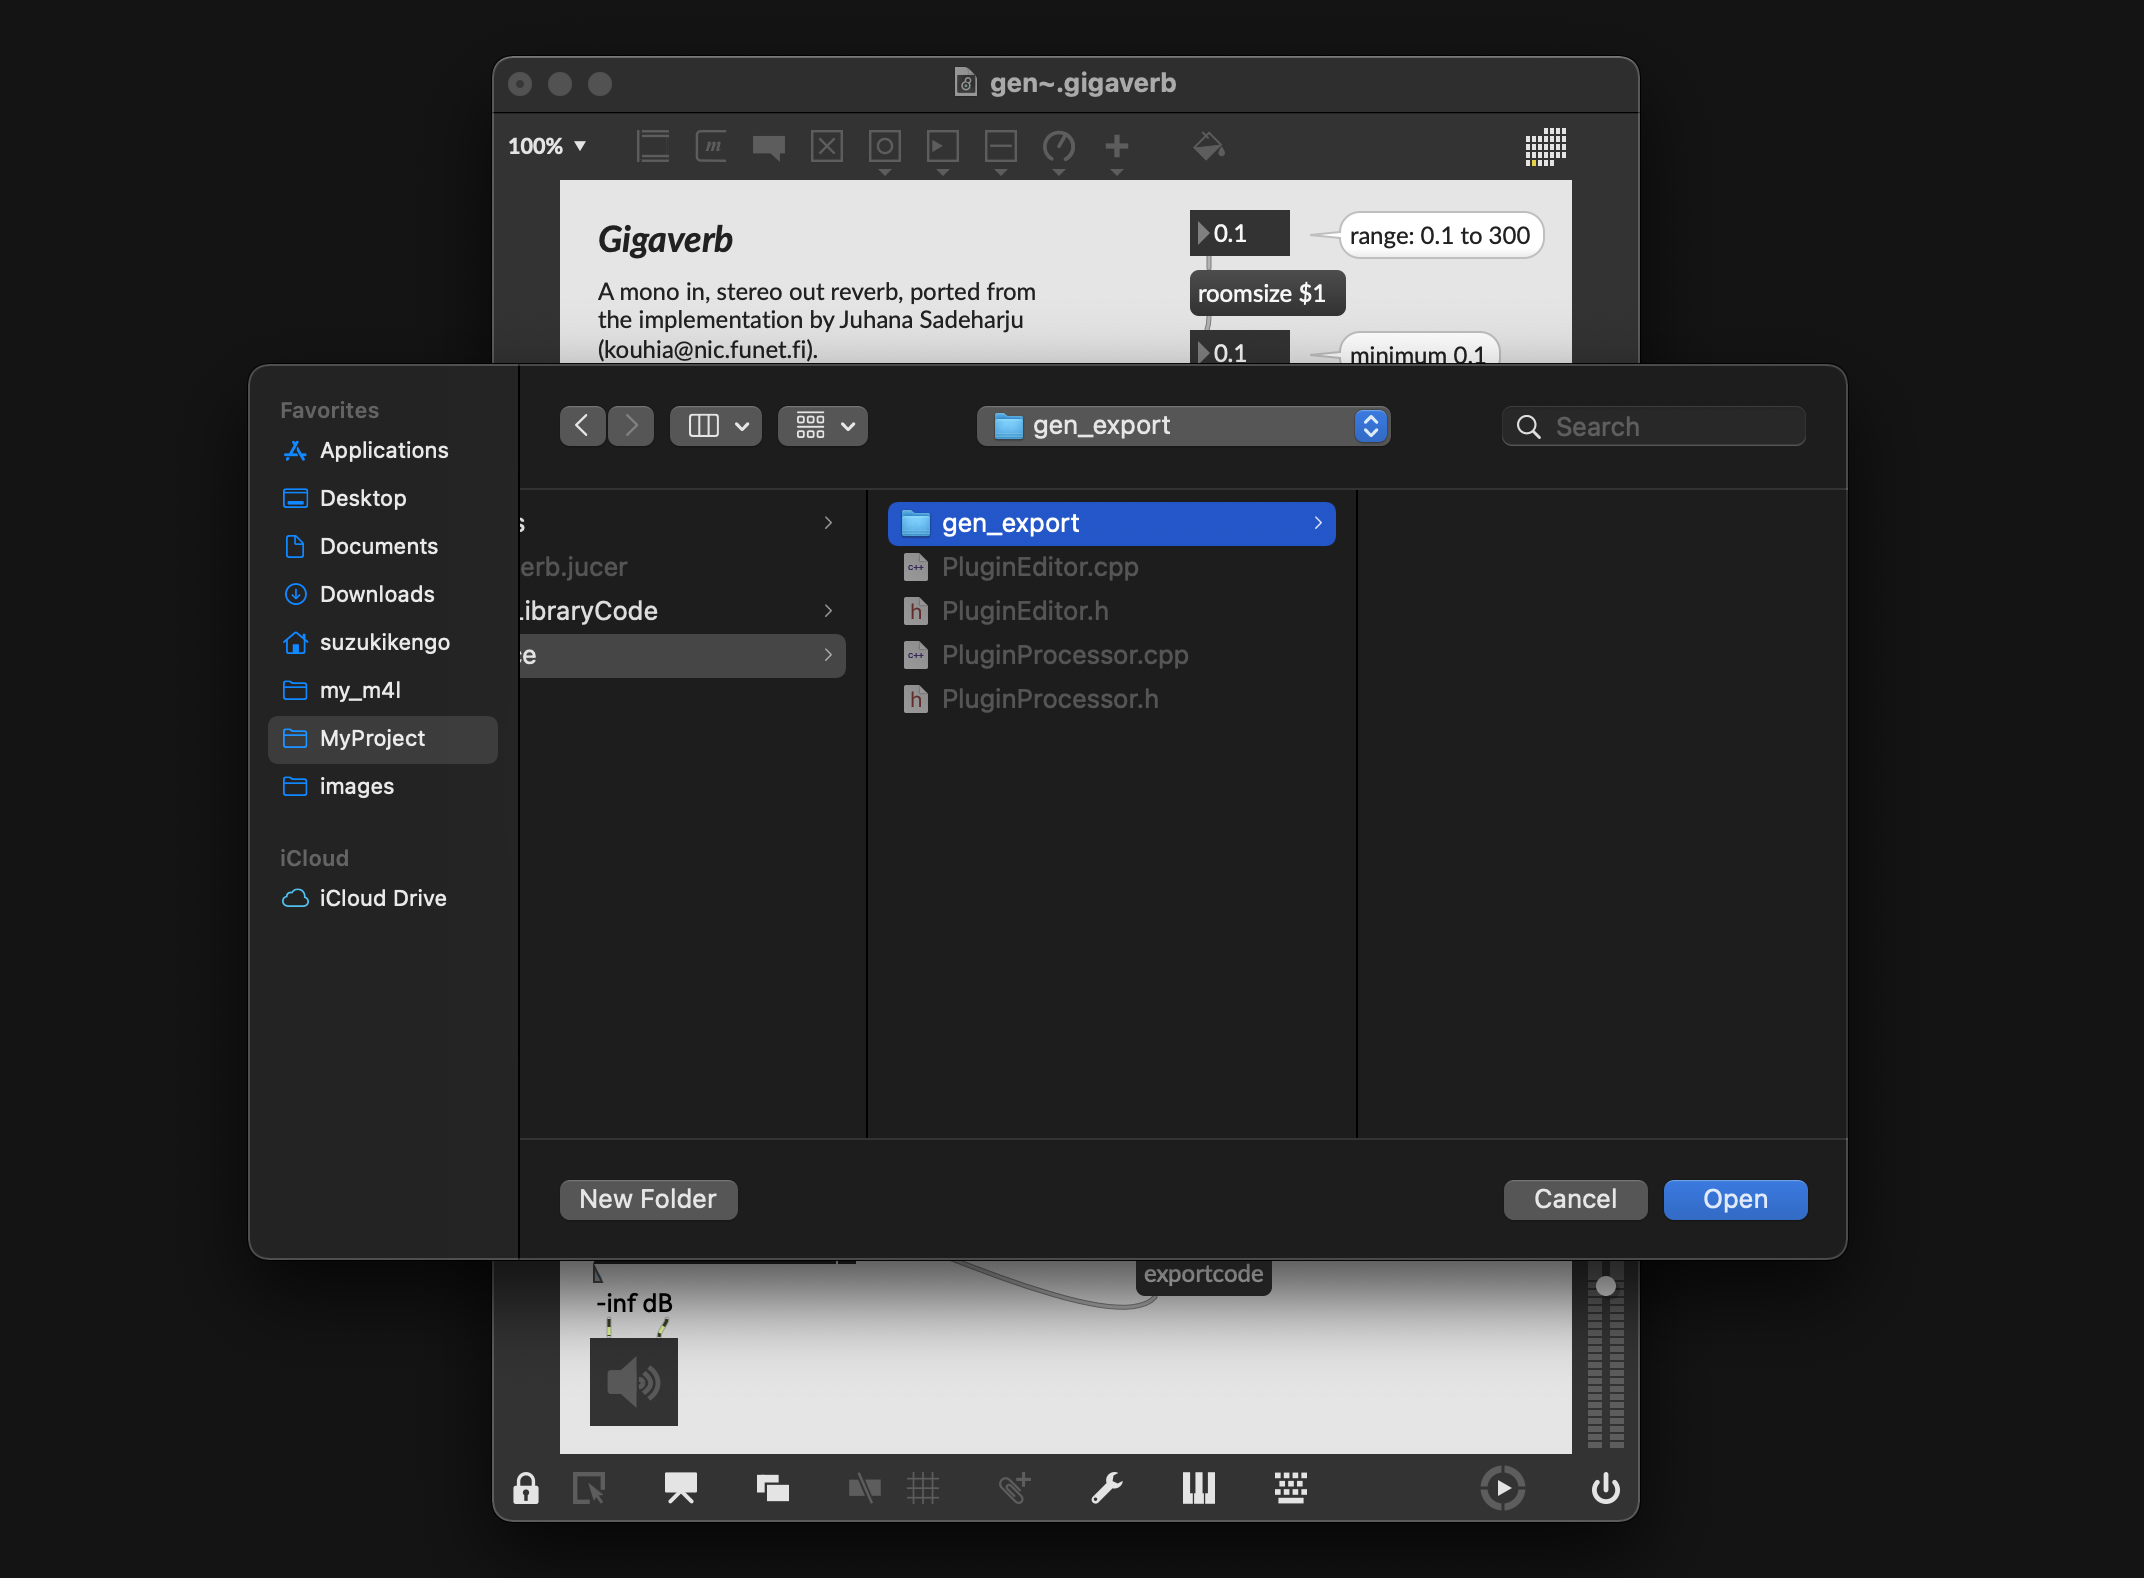 gen~.gigaverb
100%
Gigaverb
A mono in, stereo out reverb, ported from
the implementation by Juhana Sadeharju
(kouhia@nic.funet.fi).
0.1
range: 0.1 to 300
roomsize $1
0.1
minimum 0.1
Favorites
Applications
Desktop
Documents
Downloads
suzukikengo
my_m4l
MyProject
images
iCloud
iCloud Drive
gen_export
Search
s
erb.jucer
LibraryCode
ce
gen_export
PluginEditor.cpp
PluginEditor.h
PluginProcessor.cpp
PluginProcessor.h
New Folder
Cancel
Open
exportcode
-inf dB